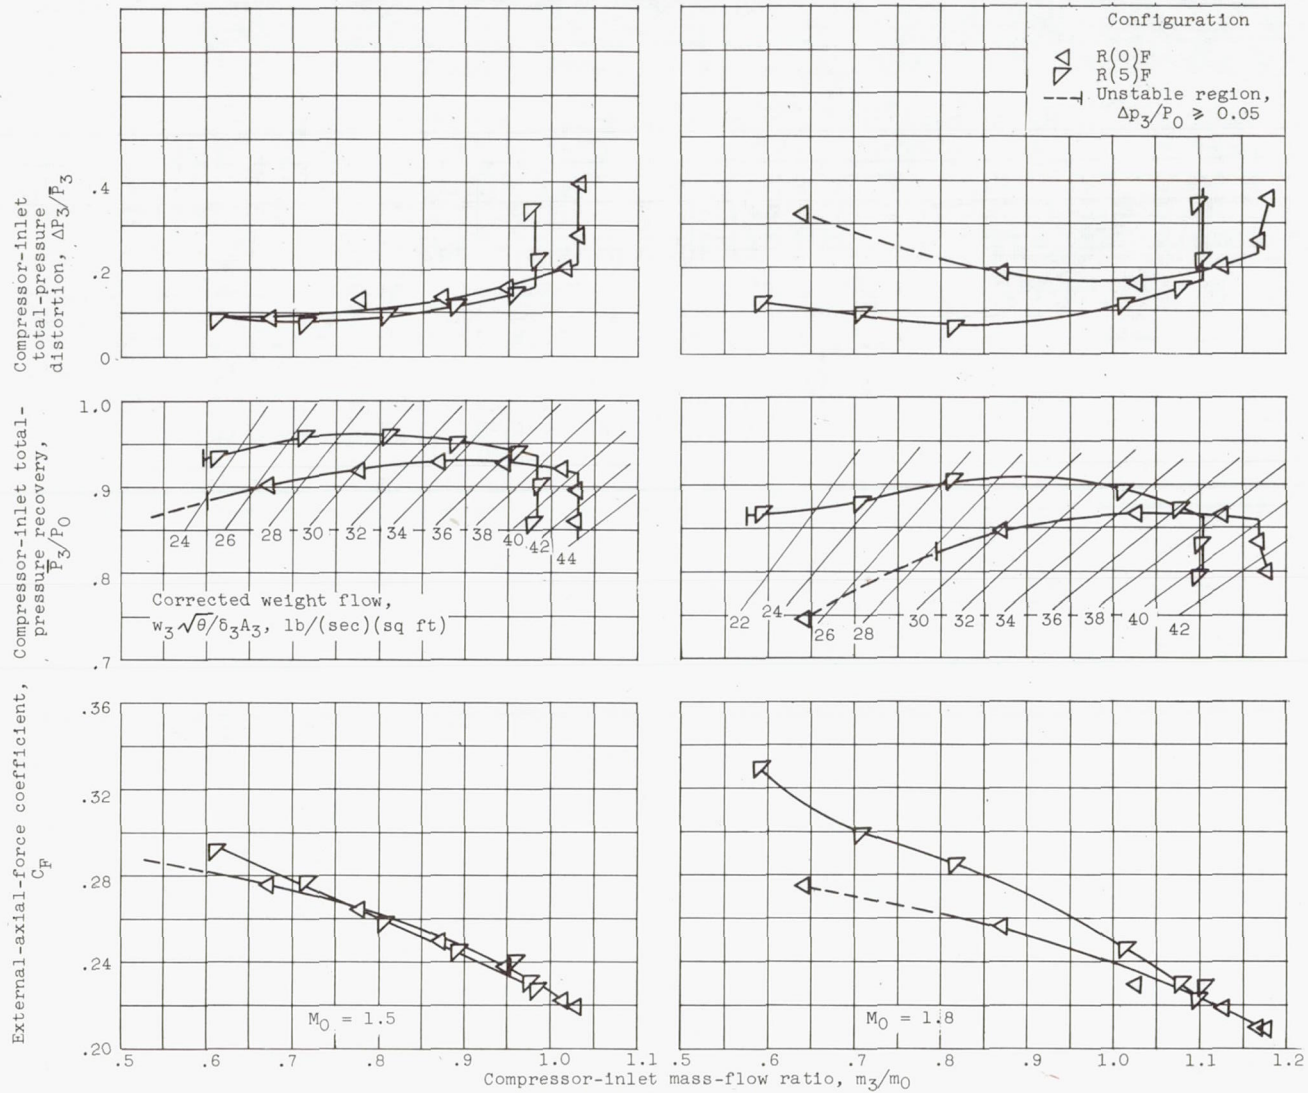 Configuration
R(0)F
R(5)F
Unstable region,
Δp3/P0 ⩾ 0.05
Compressor-inlet
total-pressure
distortion, ΔP3/P̅3
.4
.2
0
Compressor-inlet total-
pressure recovery,
P̅3/P0
1.0
.9
.8
.7
24 26 28 30 32 34 36 38 40 42 44
Corrected weight flow,
w3√θ/δ3A3, lb/(sec)(sq ft)
22 24 26 28 30 32 34 36 38 40 42
External-axial-force coefficient,
CF
.36
.32
.28
.24
.20
M0 = 1.5
M0 = 1.8
.5 .6 .7 .8 .9 1.0 1.1
.5 .6 .7 .8 .9 1.0 1.1 1.2
Compressor-inlet mass-flow ratio, m3/m0